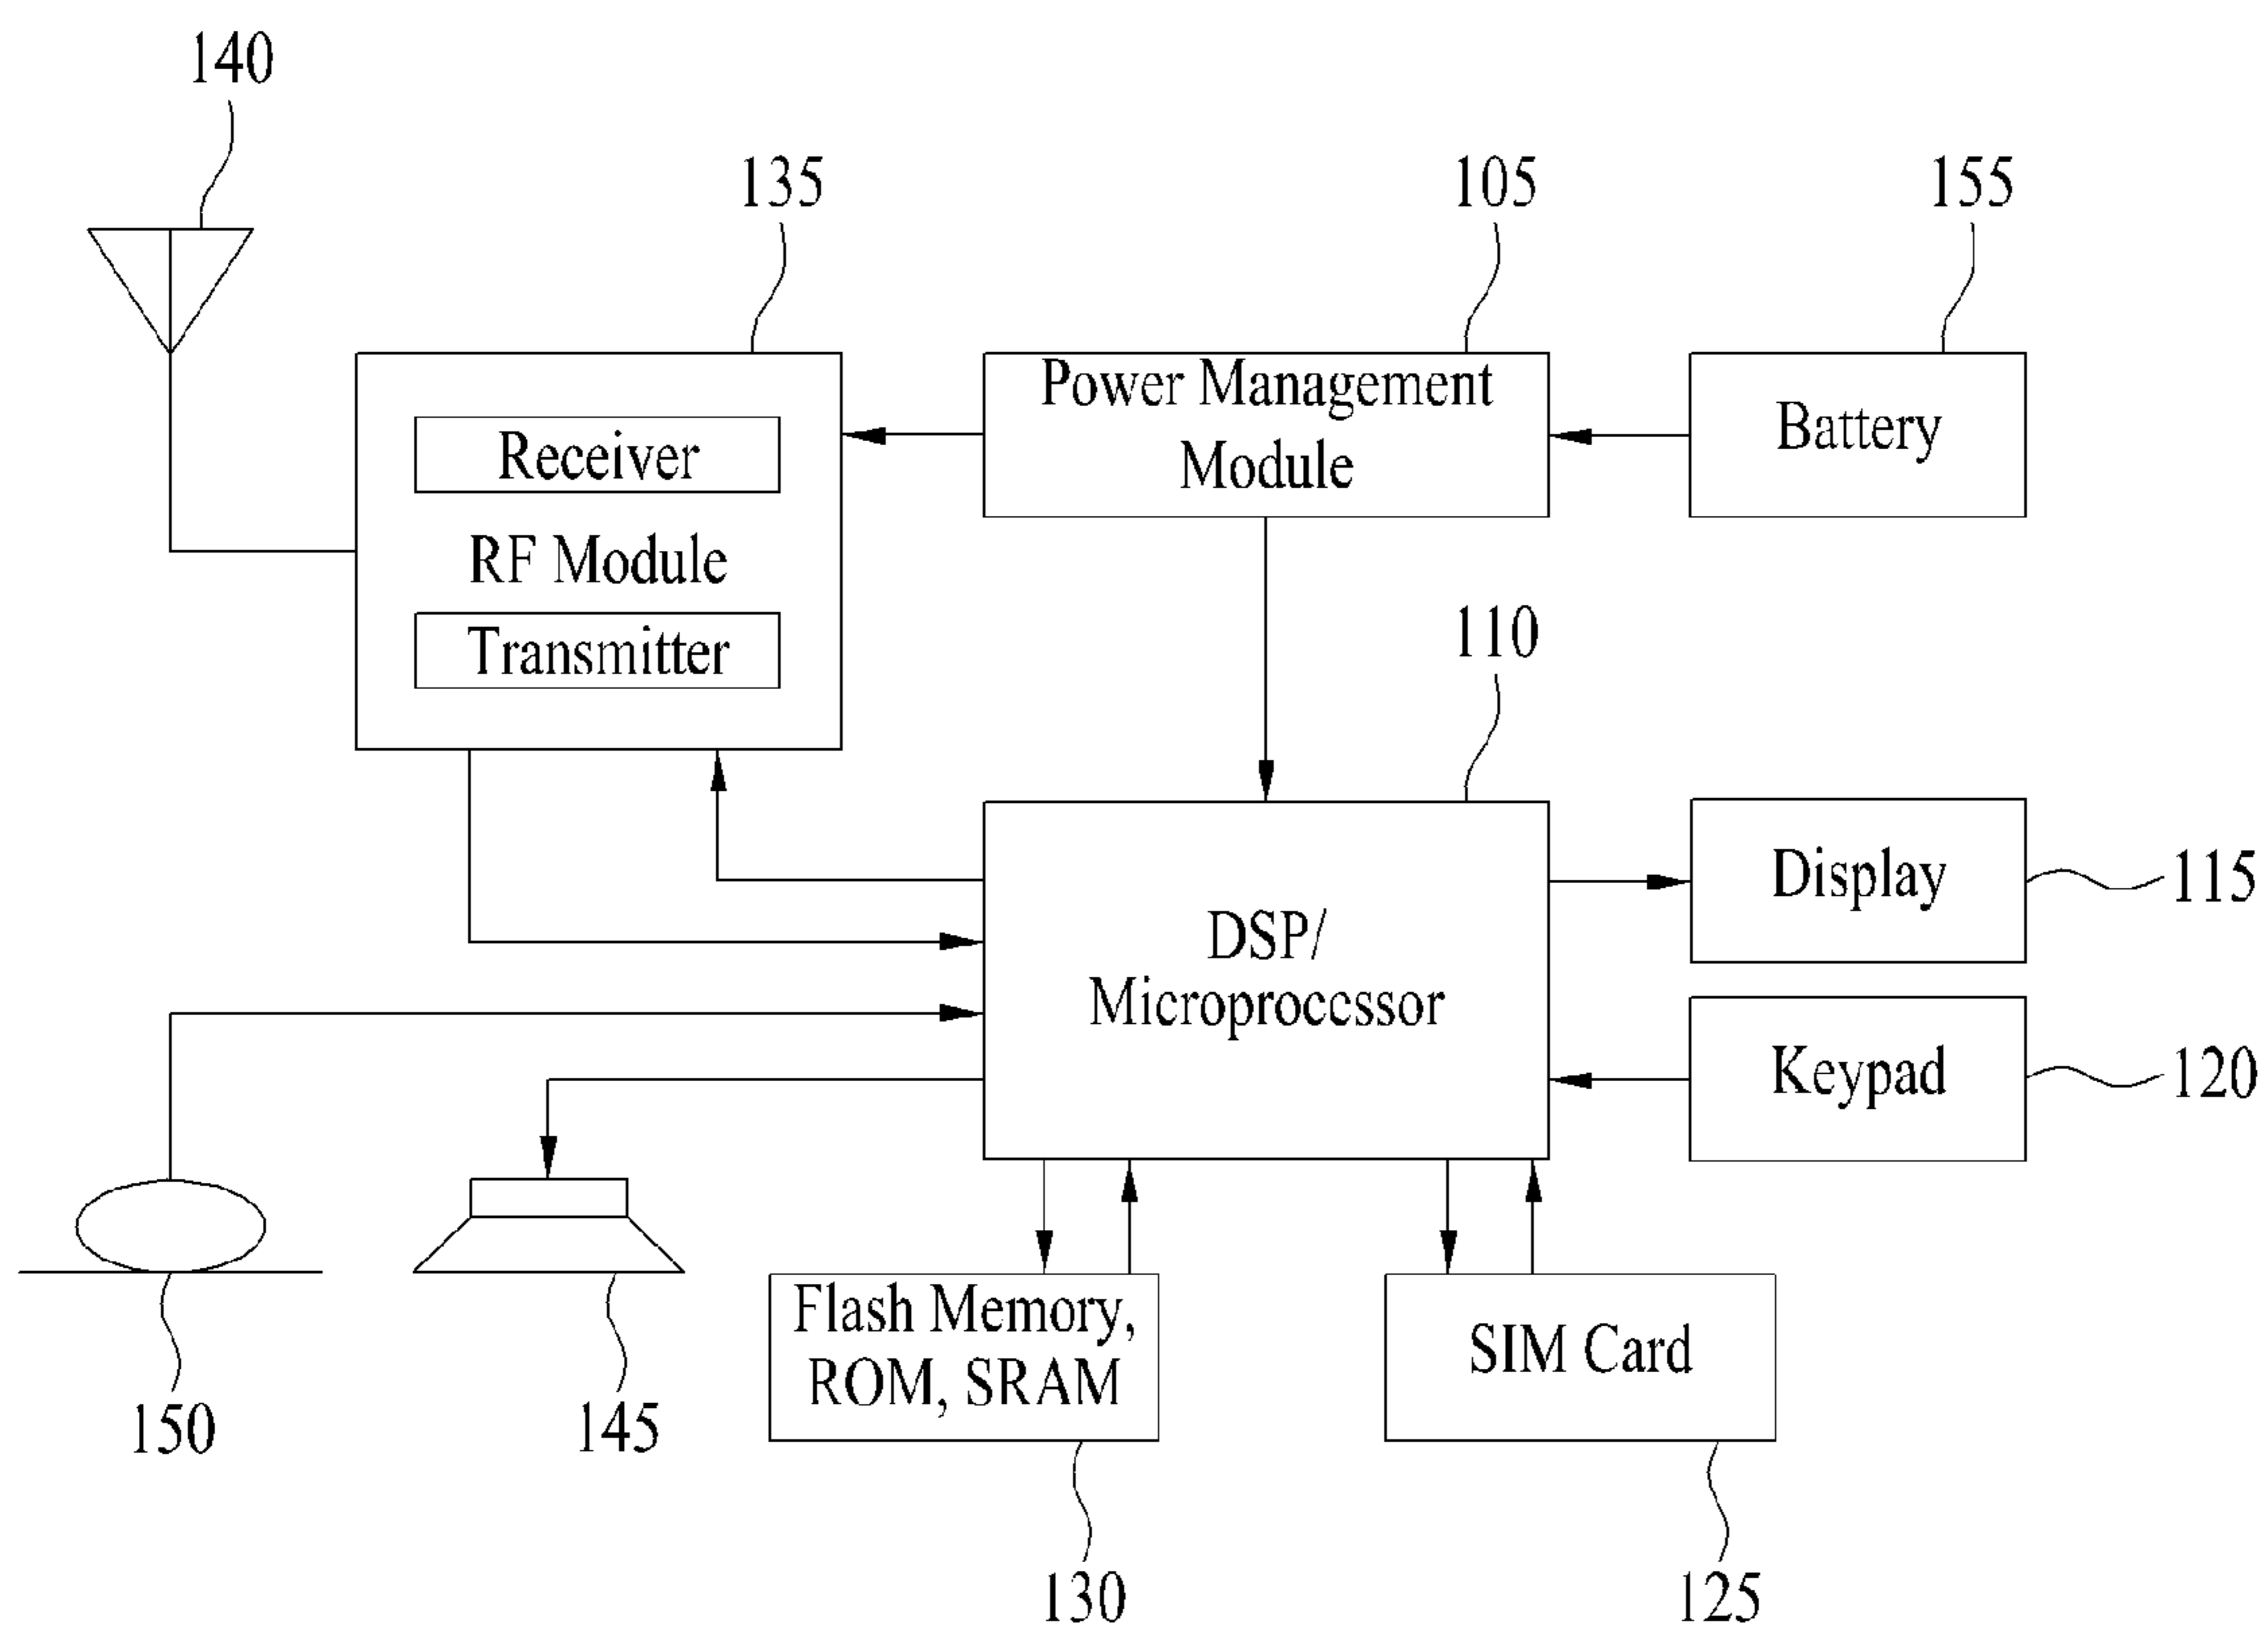 140
135
105
155
Receiver
RF Module
Transmitter
Power Management
Module
Battery
110
DSP/
Microprocessor
Display
115
Keypad
120
150
145
Flash Memory,
ROM, SRAM
SIM Card
130
125